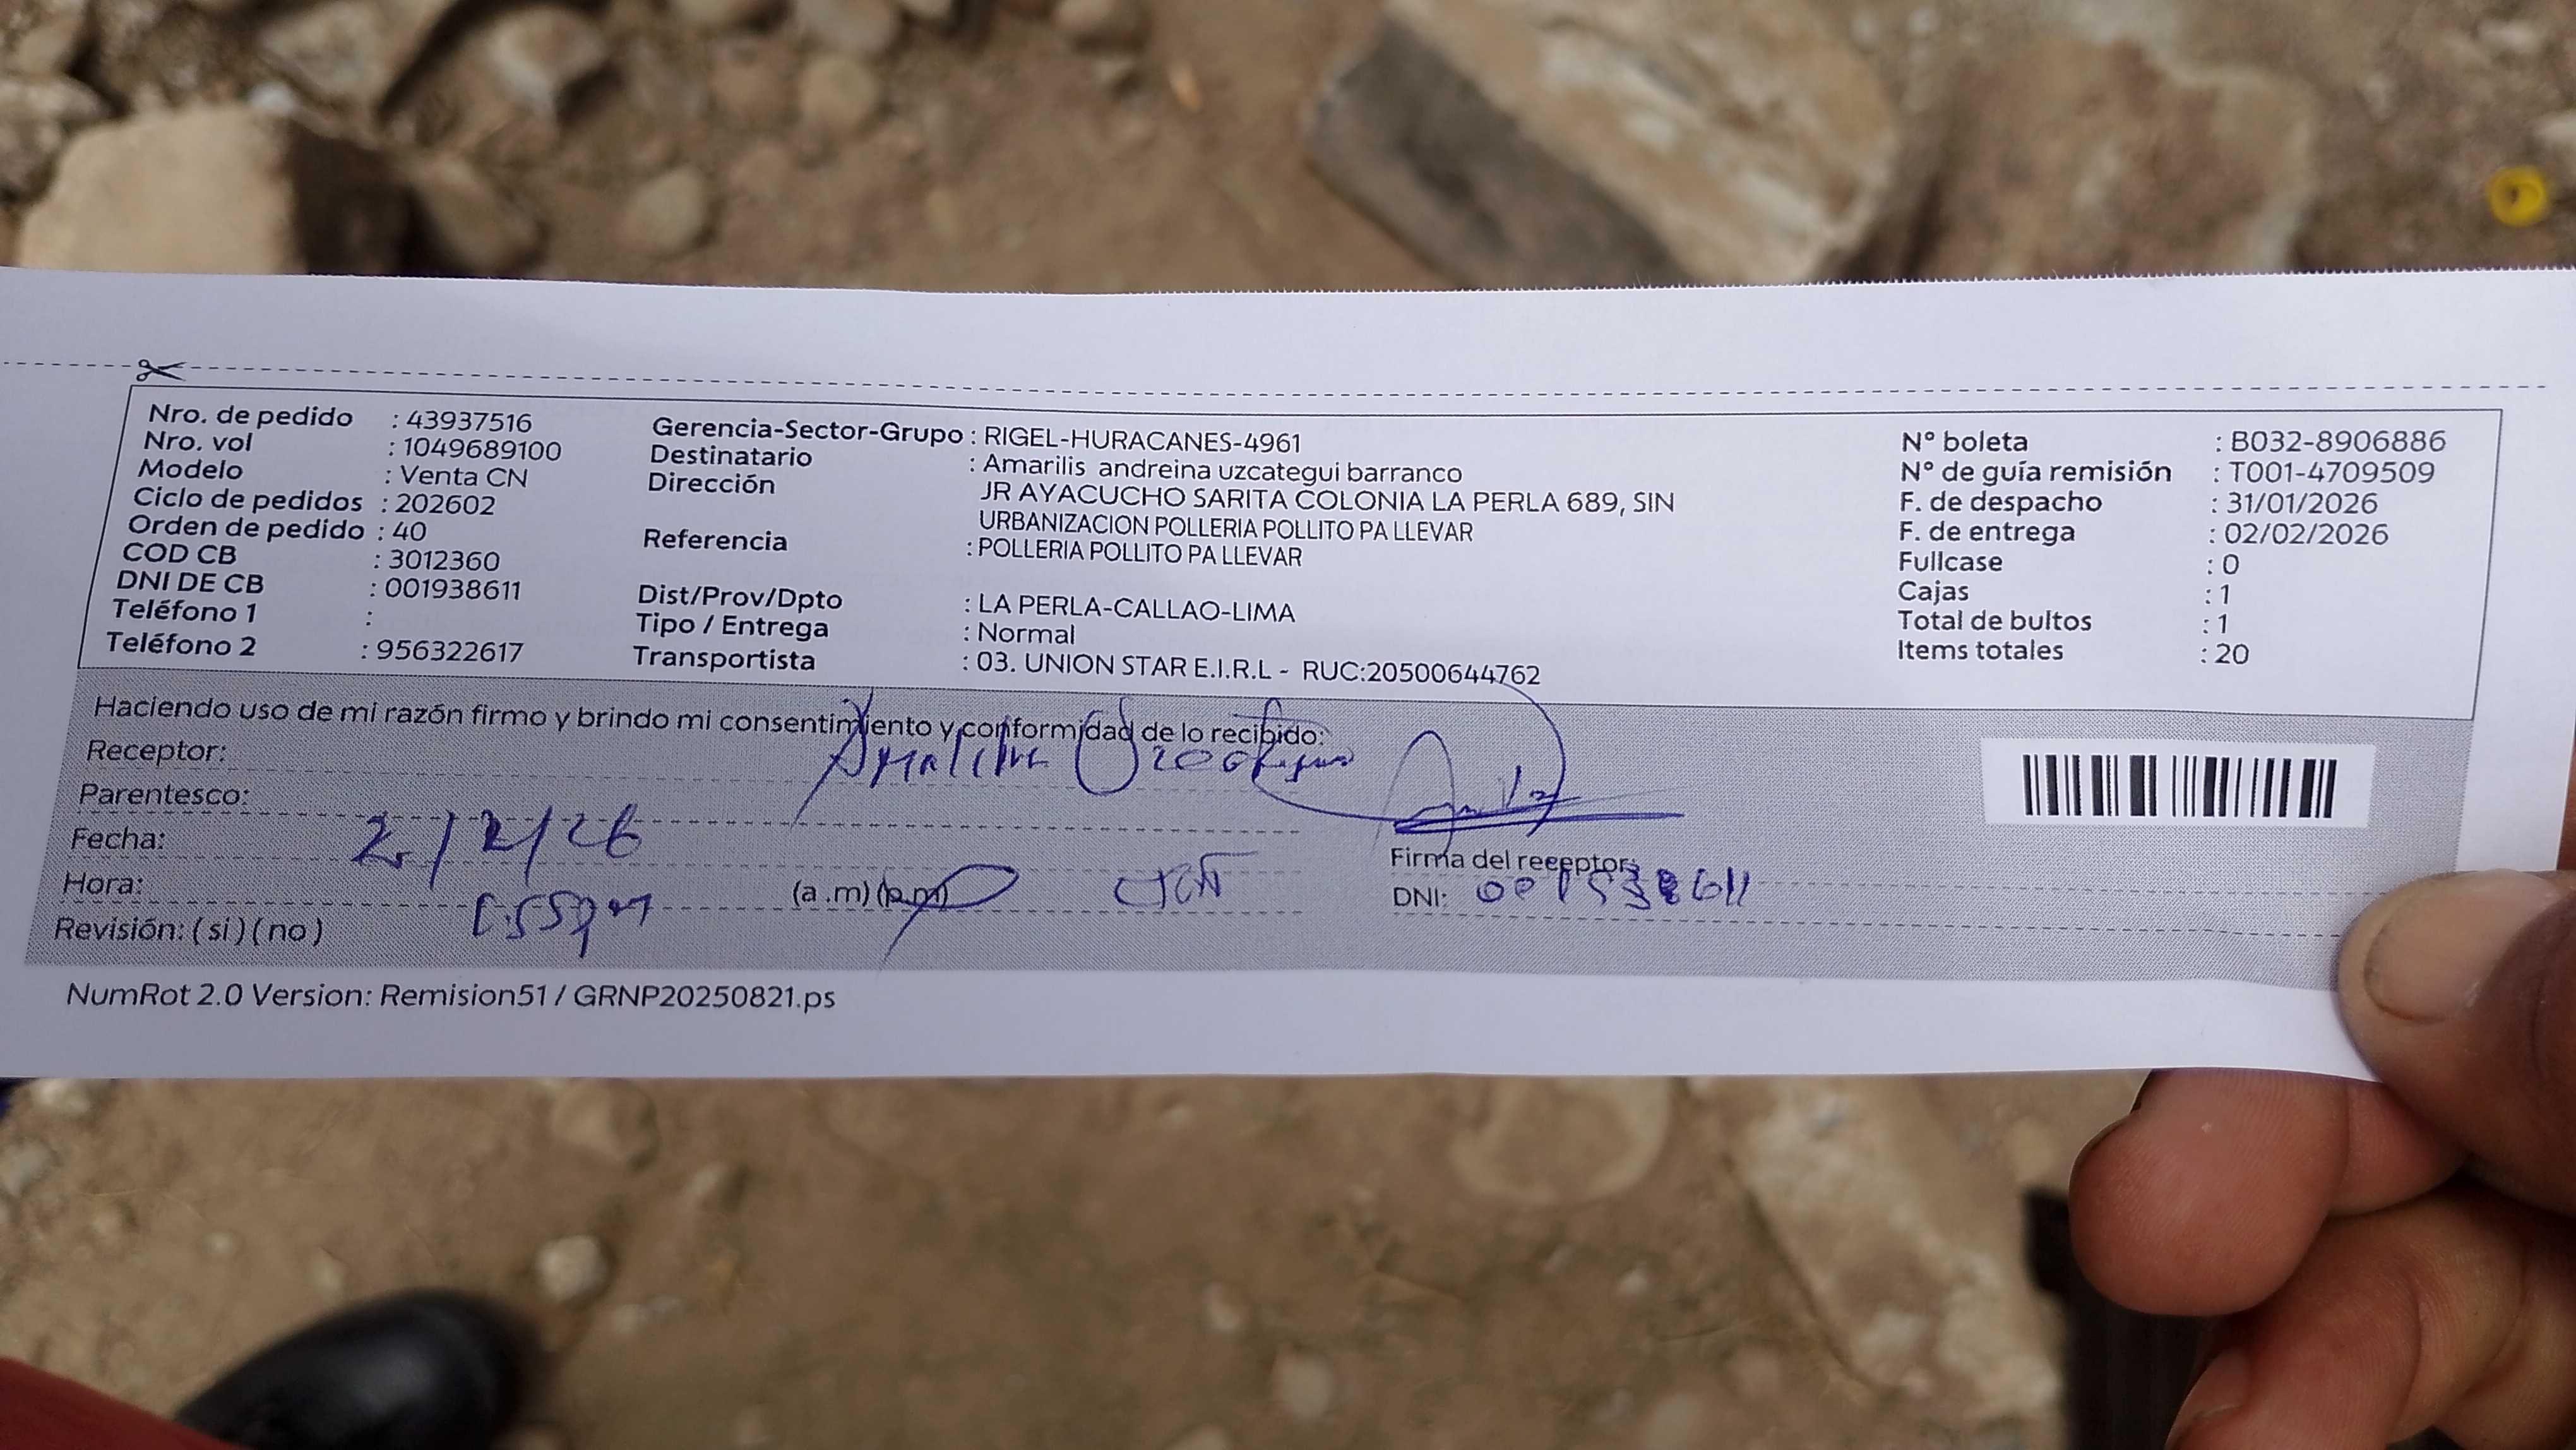 Nro. de pedido : 43937516
Nro. vol : 1049689100
Modelo : Venta CN
Ciclo de pedidos : 202602
Orden de pedido : 40
COD CB : 3012360
DNI DE CB : 001938611
Teléfono 1 :
Teléfono 2 : 956322617
Gerencia-Sector-Grupo : RIGEL-HURACANES-4961
Destinatario : Amarilis andreina uzcategui barranco
Dirección JR AYACUCHO SARITA COLONIA LA PERLA 689, SIN
URBANIZACION POLLERIA POLLITO PA LLEVAR
Referencia : POLLERIA POLLITO PA LLEVAR
Dist/Prov/Dpto : LA PERLA-CALLAO-LIMA
Tipo / Entrega : Normal
Transportista : 03. UNION STAR E.I.R.L - RUC:20500644762
N° boleta : B032-8906886
N° de guía remisión : T001-4709509
F. de despacho : 31/01/2026
F. de entrega : 02/02/2026
Fullcase : 0
Cajas : 1
Total de bultos : 1
Items totales : 20
Haciendo uso de mi razón firmo y brindo mi consentimiento y conformidad de lo recibido:
Receptor:
Parentesco:
Fecha: 2/2/26
Hora: (a.m) (p.m)
Revisión: ( si ) ( no )
Firma del receptor:
DNI:
NumRot 2.0 Version: Remision51 / GRNP20250821.ps